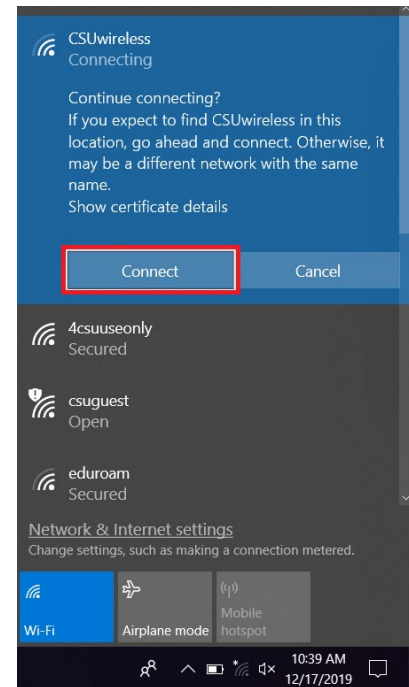 CSUwireless
Connecting
Continue connecting?
If you expect to find CSUwireless in this
location, go ahead and connect. Otherwise, it
may be a different network with the same
name.
Show certificate details
Connect Cancel
4csuuseonly
Secured
csuguest
Open
eduroam
Secured
Network & Internet settings
Change settings, such as making a connection metered.
Wi-Fi
Airplane mode
Mobile
hotspot
10:39 AM
12/17/2019